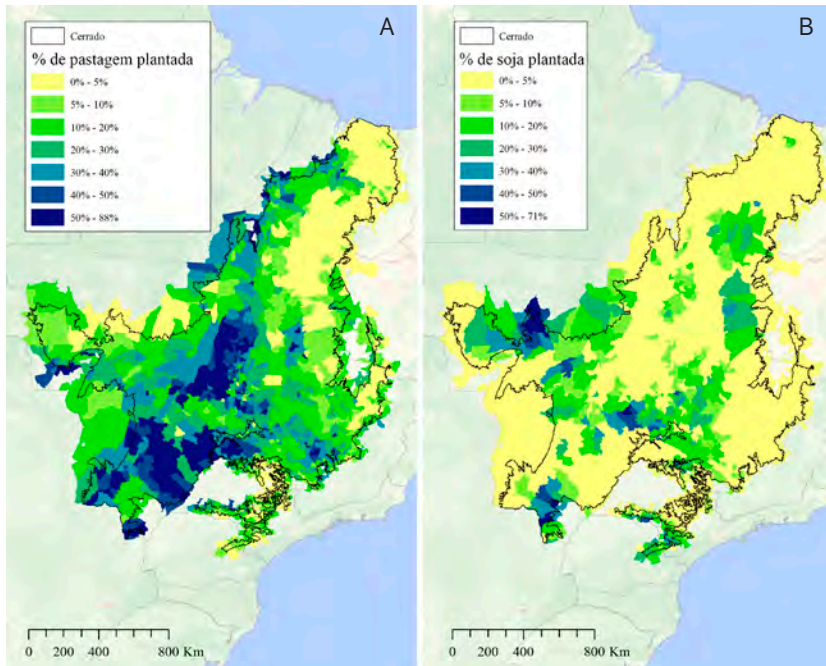 A
Cerrado
% de pastagem plantada
0% - 5%
5% - 10%
10% - 20%
20% - 30%
30% - 40%
40% - 50%
50% - 88%
0 200 400 800 Km
B
Cerrado
% de soja plantada
0% - 5%
5% - 10%
10% - 20%
20% - 30%
30% - 40%
40% - 50%
50% - 71%
0 200 400 800 Km